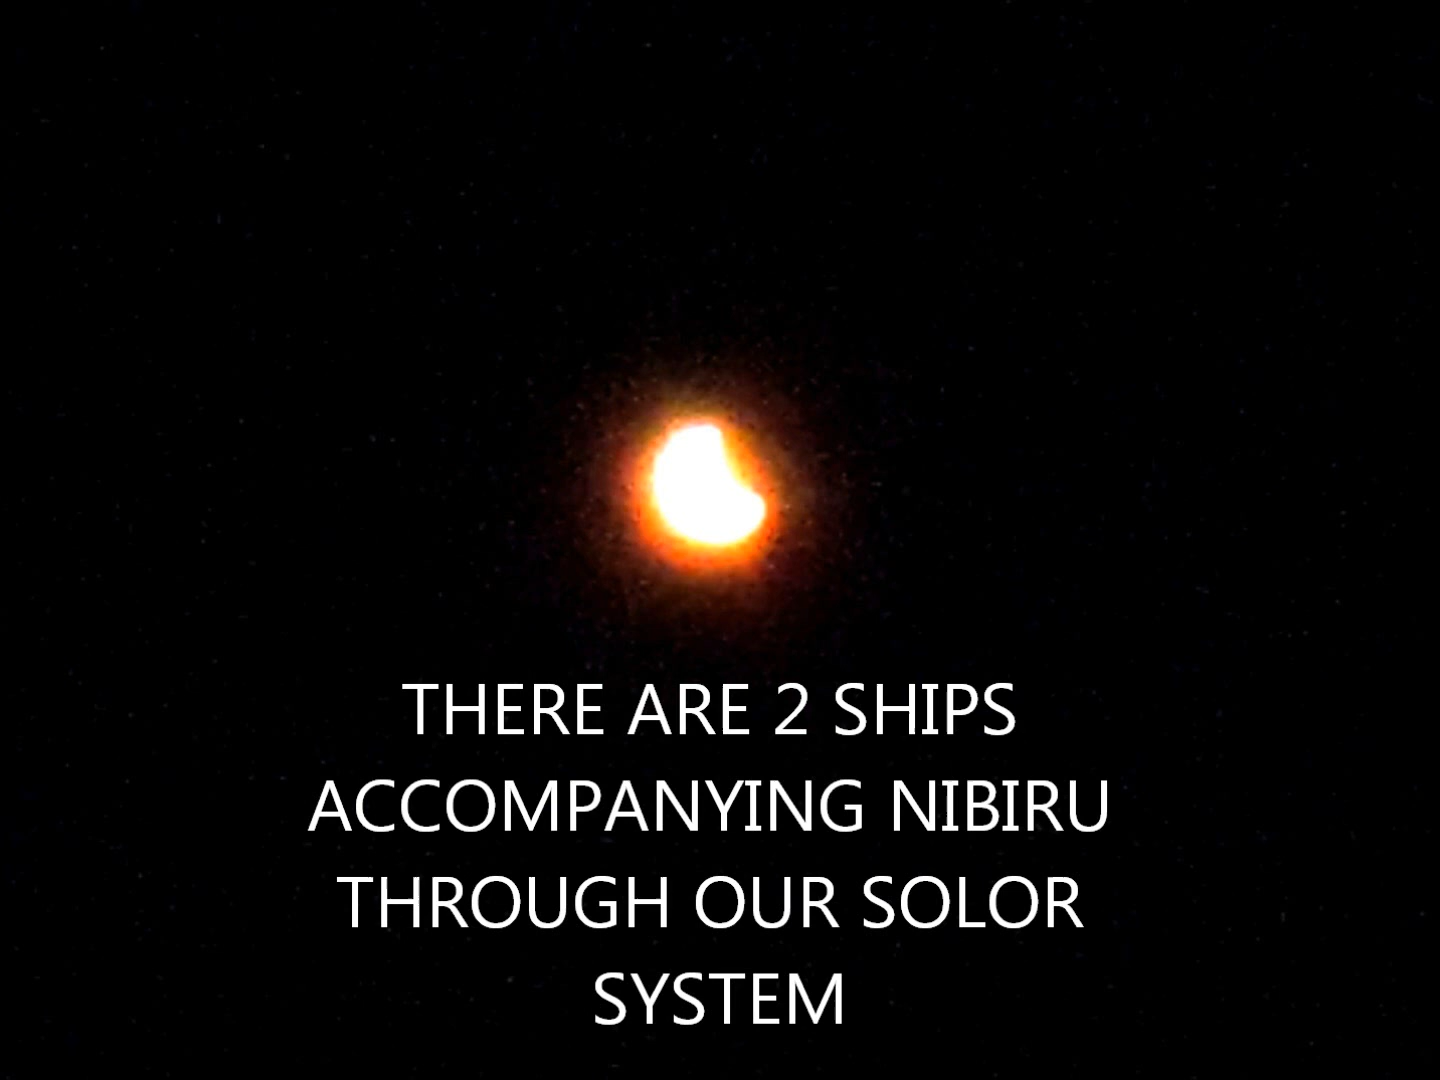 THERE ARE 2 SHIPS
ACCOMPANYING NIBIRU
THROUGH OUR SOLOR
SYSTEM